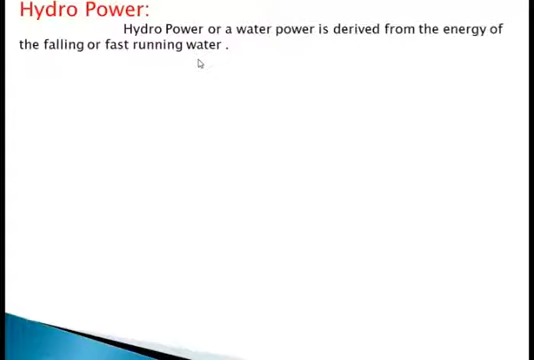 Hydro Power:
Hydro Power or a water power is derived from the energy of
the falling or fast running water .